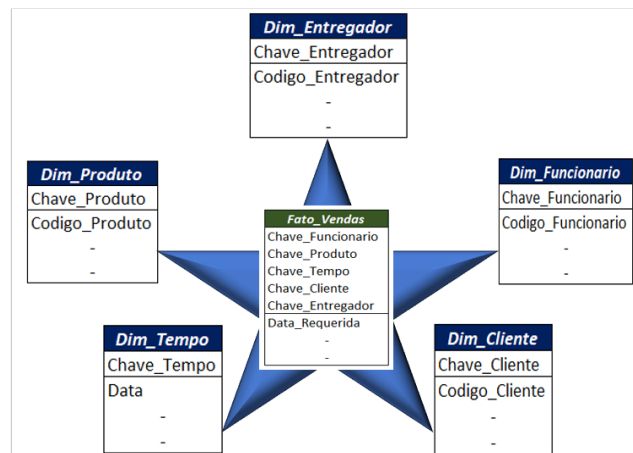 Dim_Entregador
Chave_Entregador
Codigo_Entregador
-
-
Dim_Produto
Chave_Produto
Codigo_Produto
-
-
Dim_Funcionario
Chave_Funcionario
Codigo_Funcionario
-
-
Fato_Vendas
Chave_Funcionario
Chave_Produto
Chave_Tempo
Chave_Cliente
Chave_Entregador
Data_Requerida
-
-
Dim_Tempo
Chave_Tempo
Data
-
-
Dim_Cliente
Chave_Cliente
Codigo_Cliente
-
-